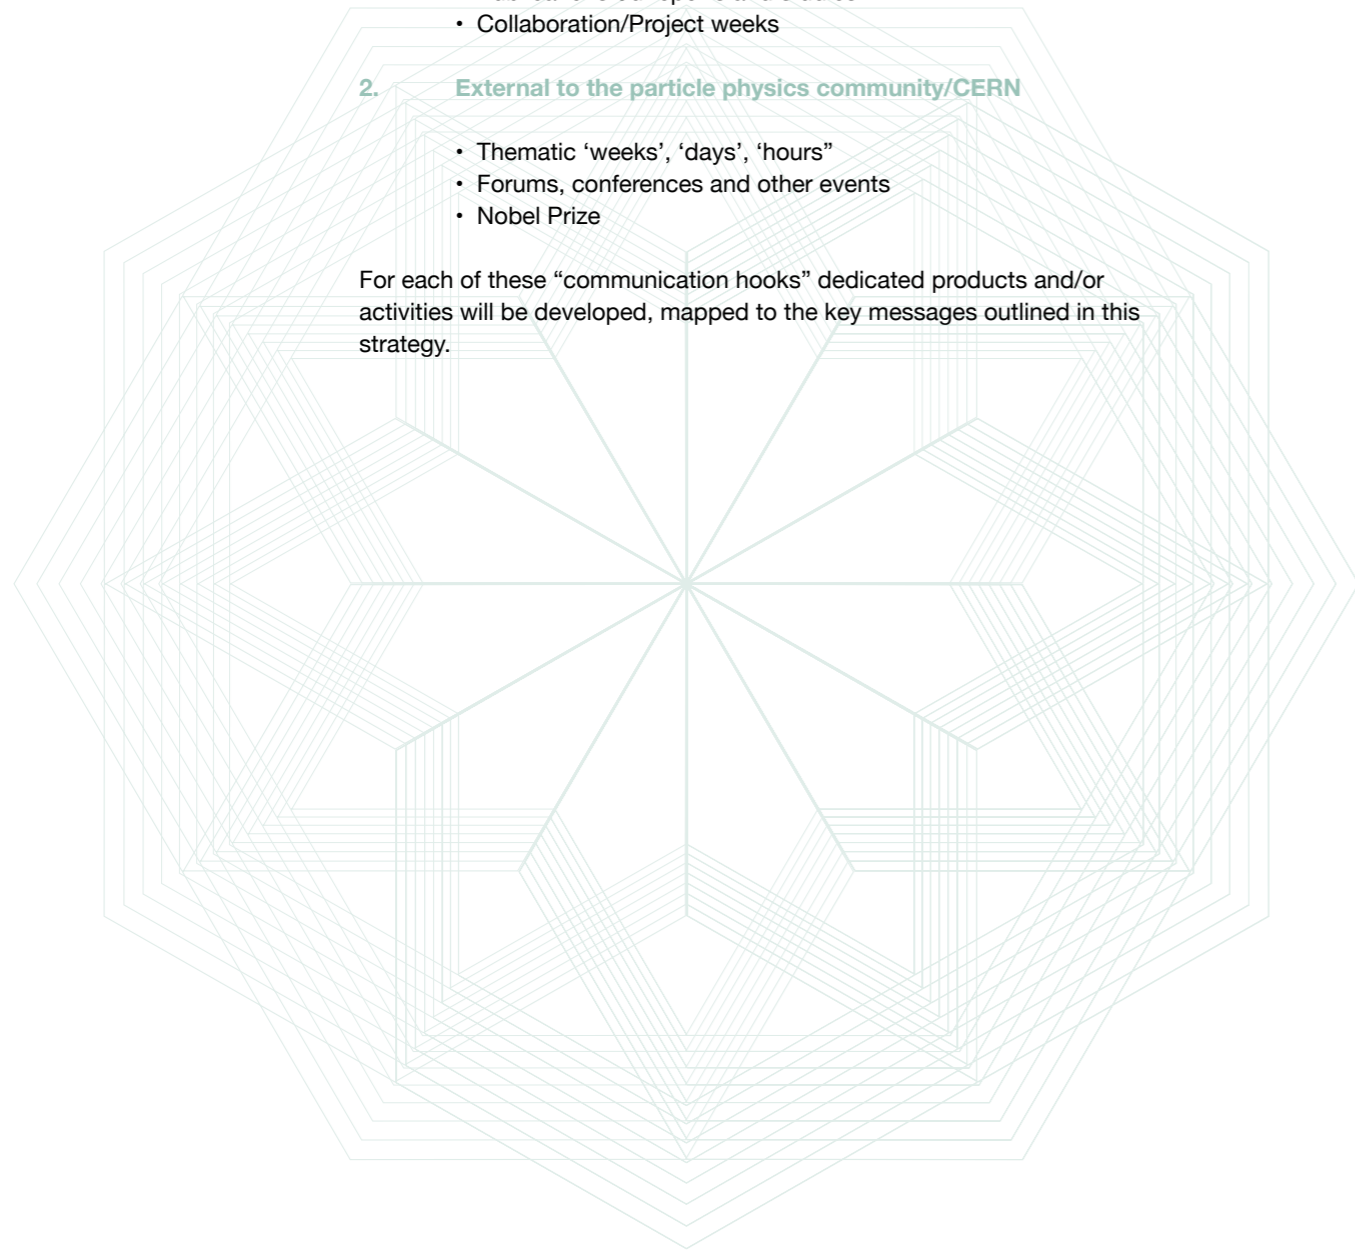 • Collaboration/Project weeks
2. External to the particle physics community/CERN
• Thematic ‘weeks’, ‘days’, ‘hours”
• Forums, conferences and other events
• Nobel Prize
For each of these “communication hooks” dedicated products and/or
activities will be developed, mapped to the key messages outlined in this
strategy.